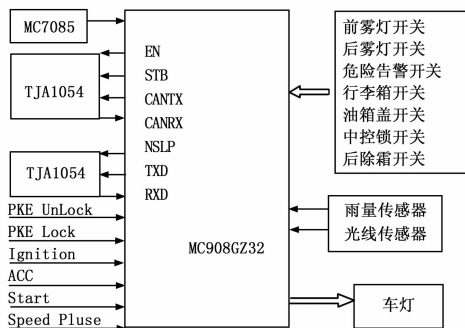 MC7085
EN
STB
CANTX
CANRX
TJA1054
NSLP
TXD
RXD
TJA1054
PKE UnLock
PKE Lock
Ignition
ACC
Start
Speed Pluse
MC908GZ32
前雾灯开关
后雾灯开关
危险告警开关
行李箱开关
油箱盖开关
中控锁开关
后除霜开关
雨量传感器
光线传感器
车灯